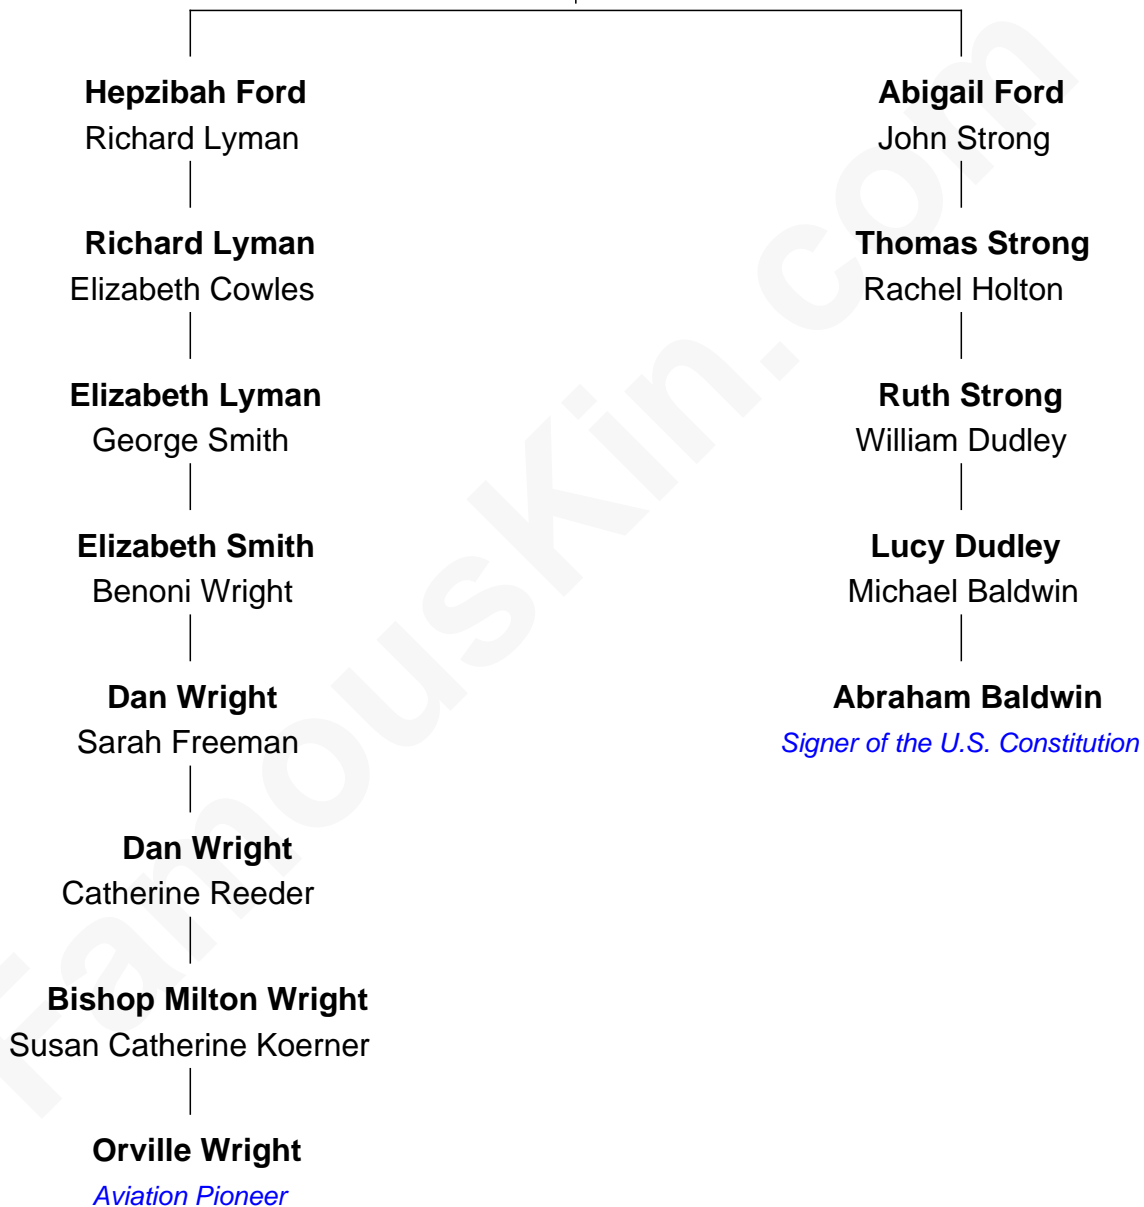 Hepzibah Ford
Richard Lyman
Abigail Ford
John Strong
Richard Lyman
Elizabeth Cowles
Thomas Strong
Rachel Holton
Elizabeth Lyman
George Smith
Ruth Strong
William Dudley
Elizabeth Smith
Benoni Wright
Lucy Dudley
Michael Baldwin
Dan Wright
Sarah Freeman
Abraham Baldwin
Signer of the U.S. Constitution
Dan Wright
Catherine Reeder
Bishop Milton Wright
Susan Catherine Koerner
Orville Wright
Aviation Pioneer
FamousKin.com